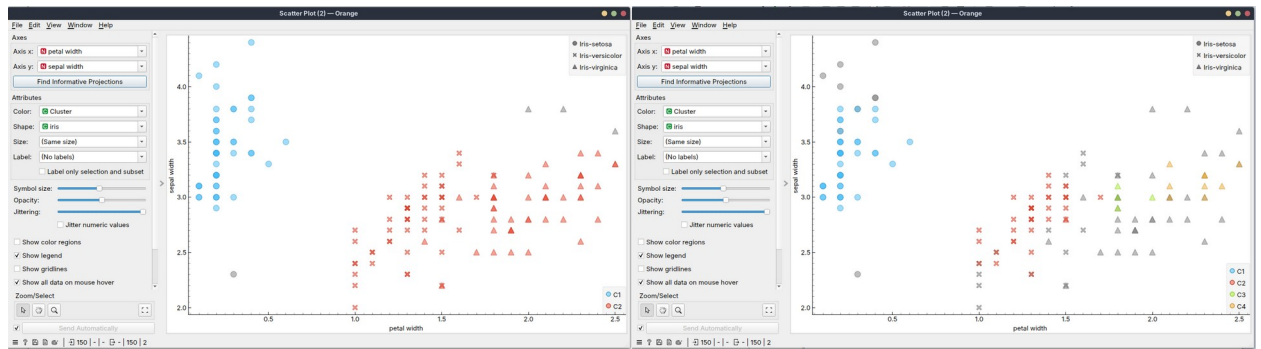 Scatter Plot (2) — Orange
File Edit View Window Help
Axes
Axis x: N petal width
Axis y: N sepal width
Find Informative Projections
Attributes
Color: C Cluster
Shape: C iris
Size: (Same size)
Label: (No labels)
Label only selection and subset
Symbol size:
Opacity:
Jittering:
Jitter numeric values
Show color regions
Show legend
Show gridlines
Show all data on mouse hover
Zoom/Select
Send Automatically
150 | - | - 150 | 2
sepal width
4.0
3.5
3.0
2.5
2.0
0.5 1.0 1.5 2.0 2.5
petal width
Iris-setosa
Iris-versicolor
Iris-virginica
C1
C2
Scatter Plot (2) — Orange
File Edit View Window Help
Axes
Axis x: N petal width
Axis y: N sepal width
Find Informative Projections
Attributes
Color: C Cluster
Shape: C iris
Size: (Same size)
Label: (No labels)
Label only selection and subset
Symbol size:
Opacity:
Jittering:
Jitter numeric values
Show color regions
Show legend
Show gridlines
Show all data on mouse hover
Zoom/Select
Send Automatically
150 | - | - 150 | 2
sepal width
4.0
3.5
3.0
2.5
2.0
0.5 1.0 1.5 2.0 2.5
petal width
Iris-setosa
Iris-versicolor
Iris-virginica
C1
C2
C3
C4